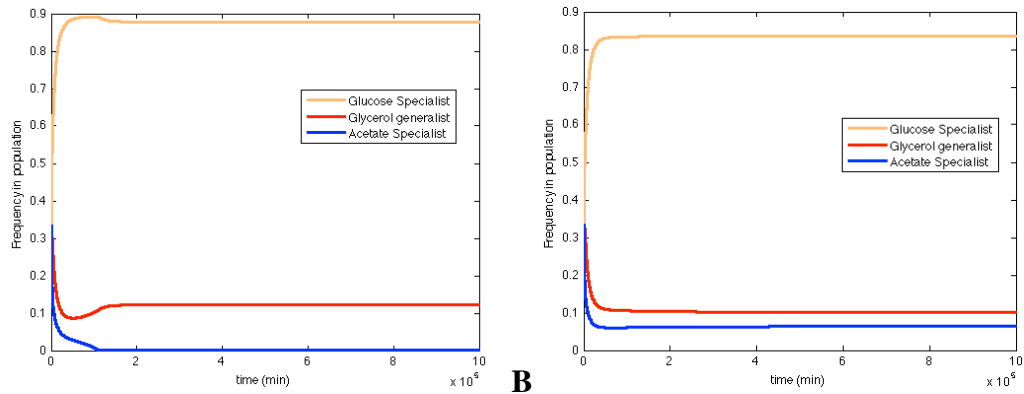 0.9
0.8
0.7
0.6
0.5
0.4
0.3
0.2
0.1
0
Frequency in population
Glucose Specialist
Glycerol generalist
Acetate Specialist
0 2 4 6 8 10
time (min)
x 10
B
0.9
0.8
0.7
0.6
0.5
0.4
0.3
0.2
0.1
0
Frequency in population
Glucose Specialist
Glycerol generalist
Acetate Specialist
0 2 4 6 8 10
time (min)
x 10